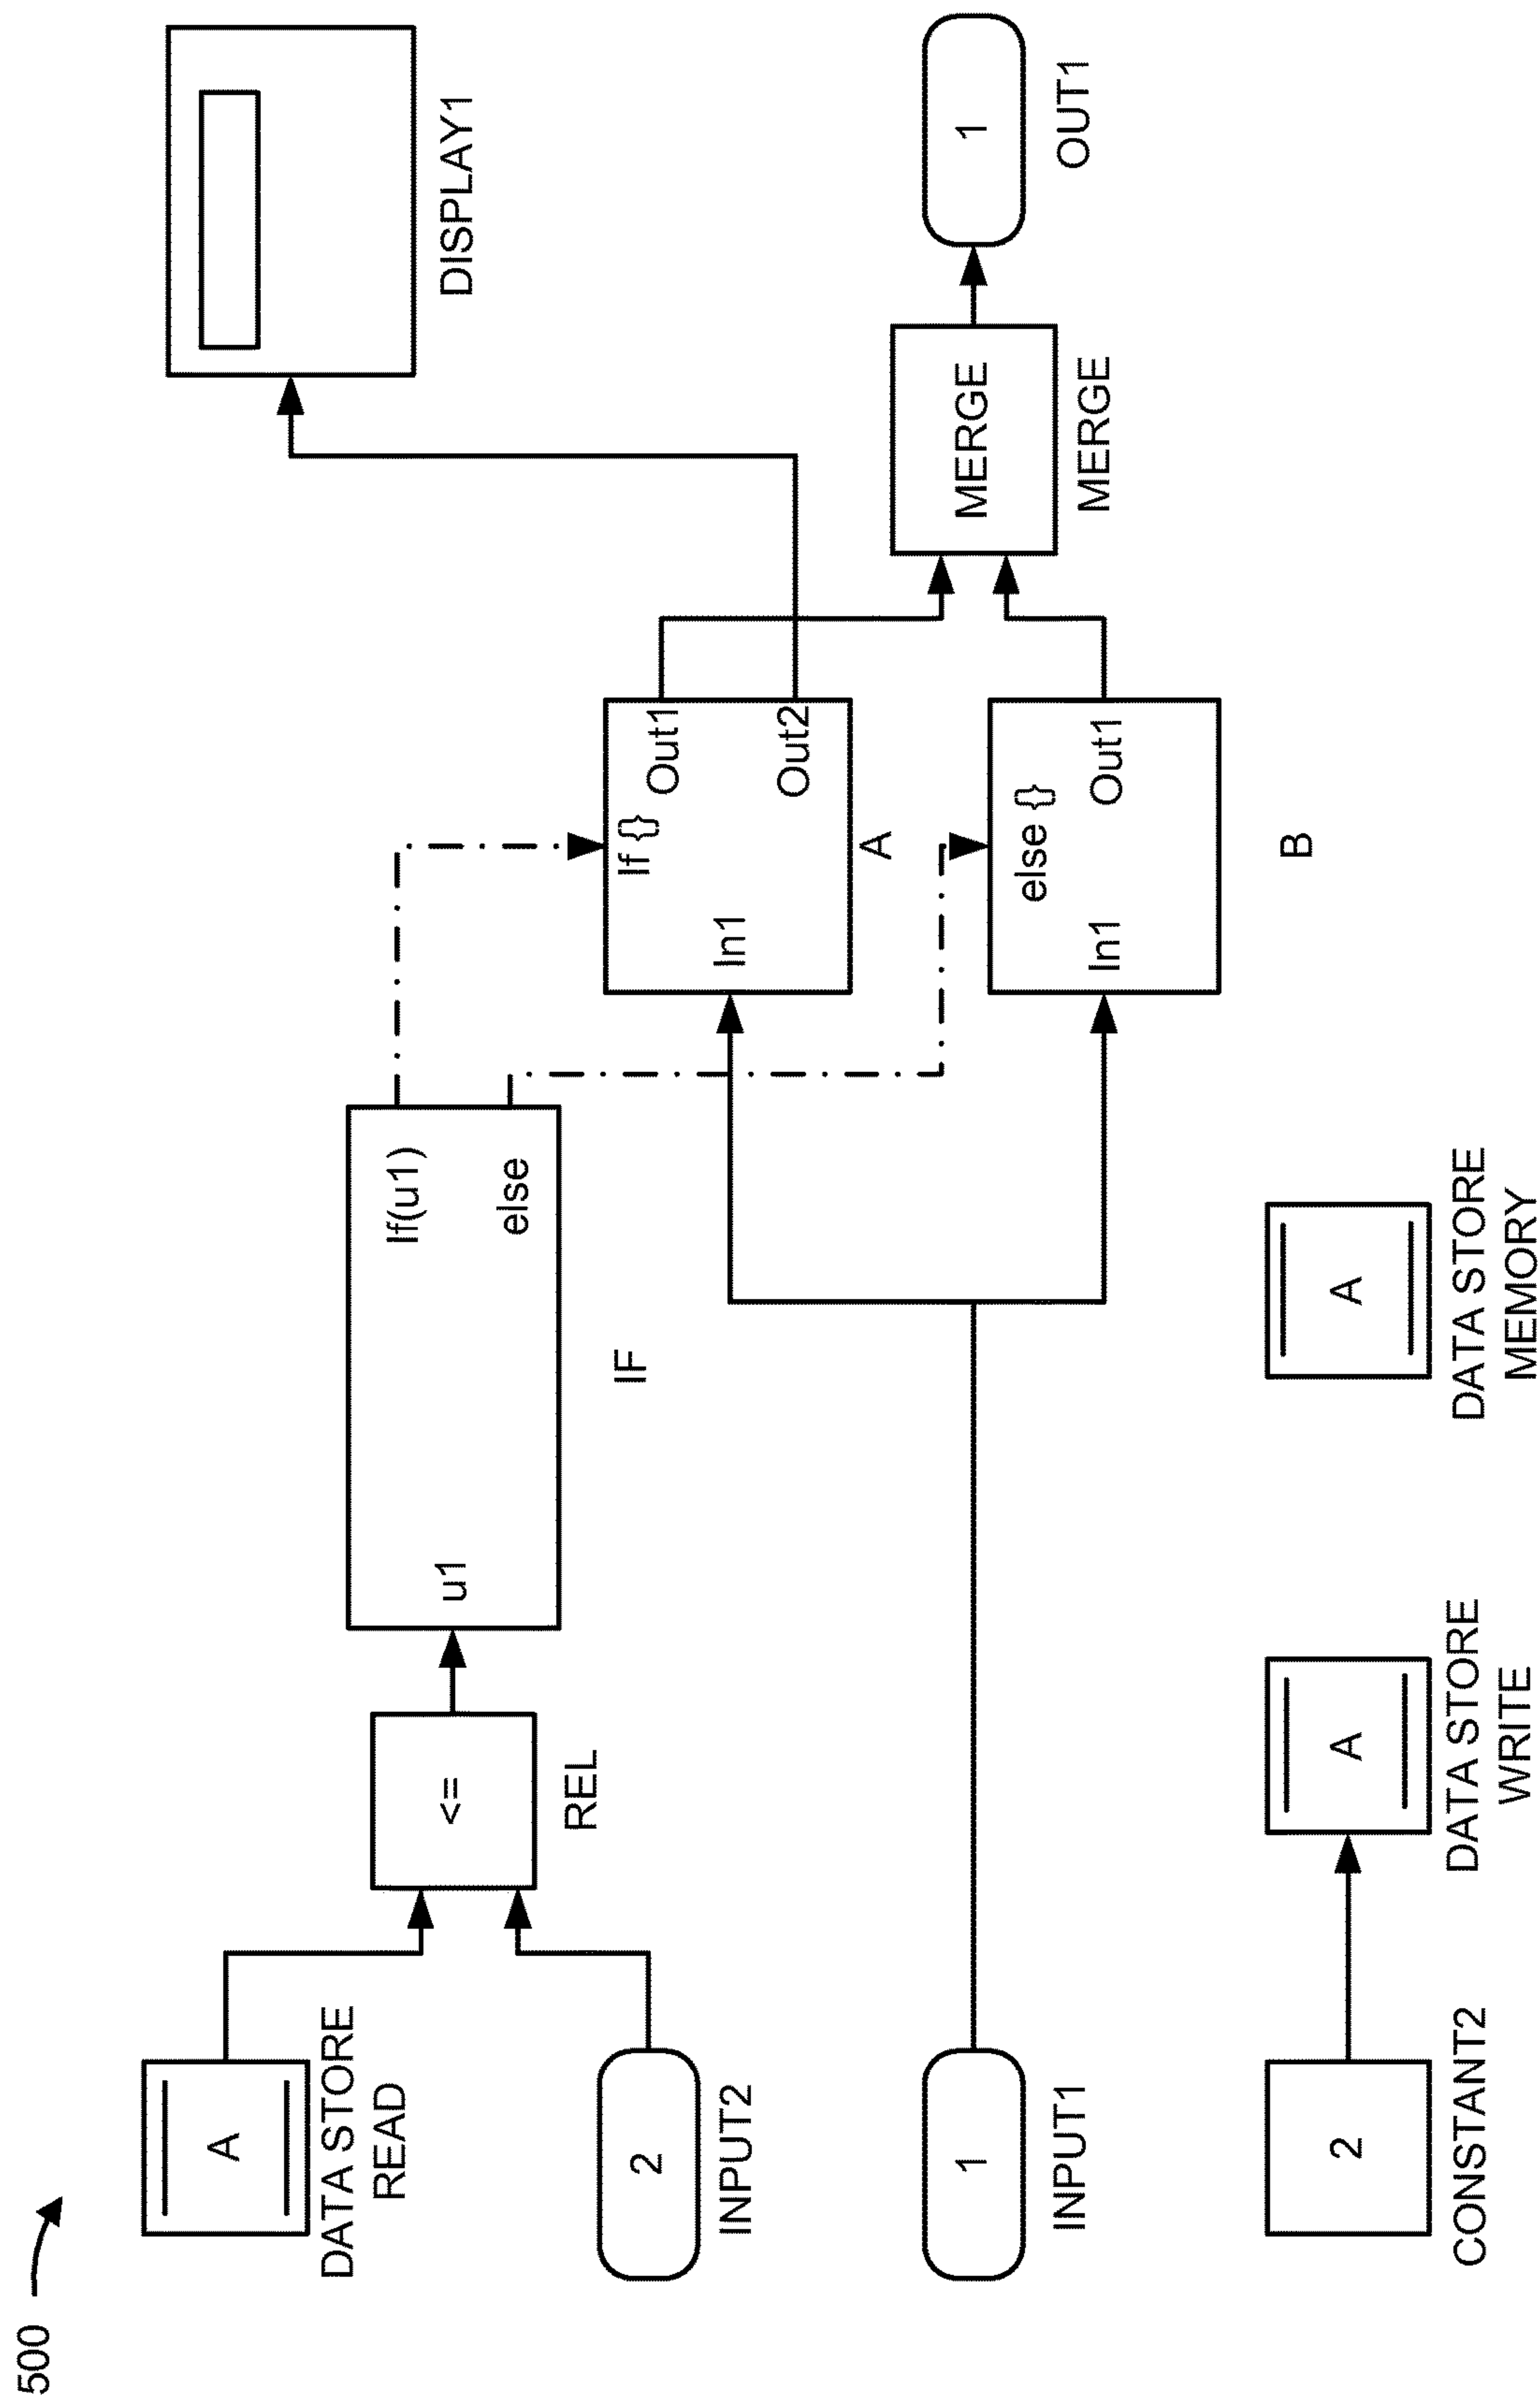 500
A
DATA STORE
READ
2
INPUT2
<=
REL
u1
If(u1)
else
IF
If {}
In1
Out1
Out2
A
else {}
In1
Out1
B
DISPLAY1
MERGE
MERGE
1
OUT1
1
INPUT1
2
CONSTANT2
A
DATA STORE
WRITE
A
DATA STORE
MEMORY